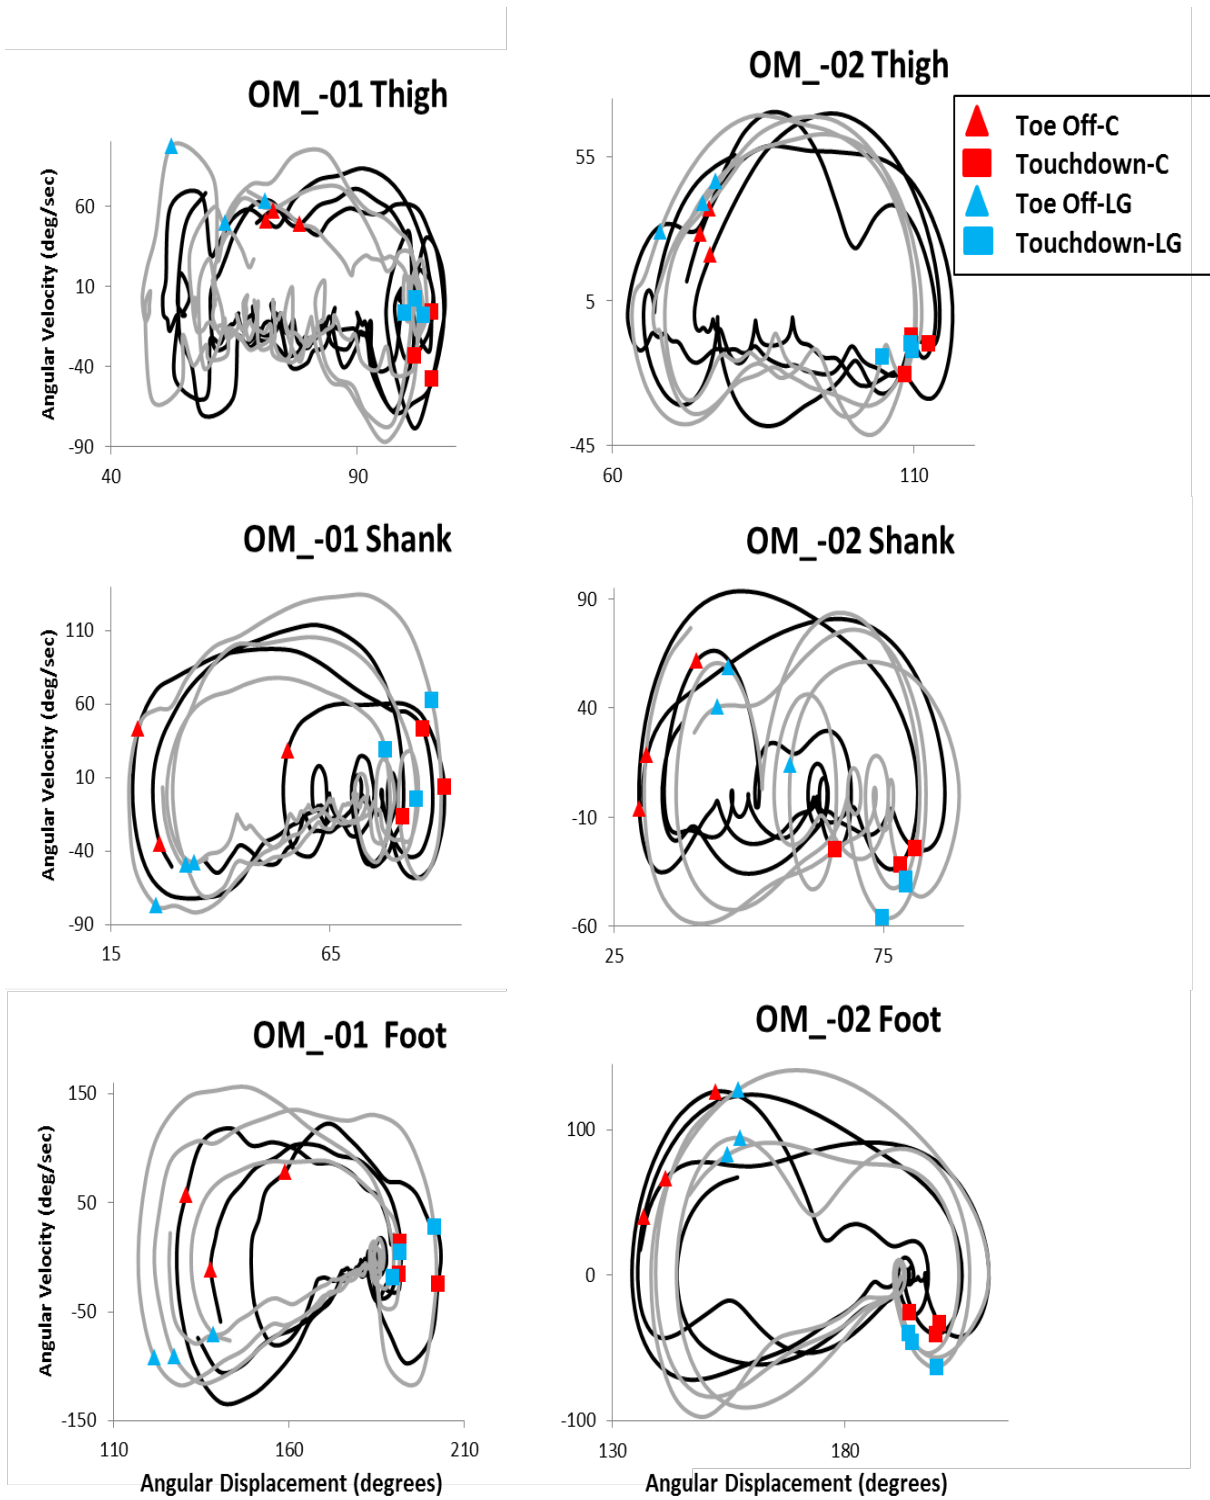 OM_-01 Thigh
Angular Velocity (deg/sec)
60
10
-40
-90
40
90
OM_-02 Thigh
55
5
-45
60
110
Toe Off-C
Touchdown-C
Toe Off-LG
Touchdown-LG
OM_-01 Shank
Angular Velocity (deg/sec)
110
60
10
-40
-90
15
65
OM_-02 Shank
90
40
-10
-60
25
75
OM_-01 Foot
Angular Velocity (deg/sec)
150
50
-50
-150
110
160
210
Angular Displacement (degrees)
OM_-02 Foot
100
0
-100
130
180
Angular Displacement (degrees)